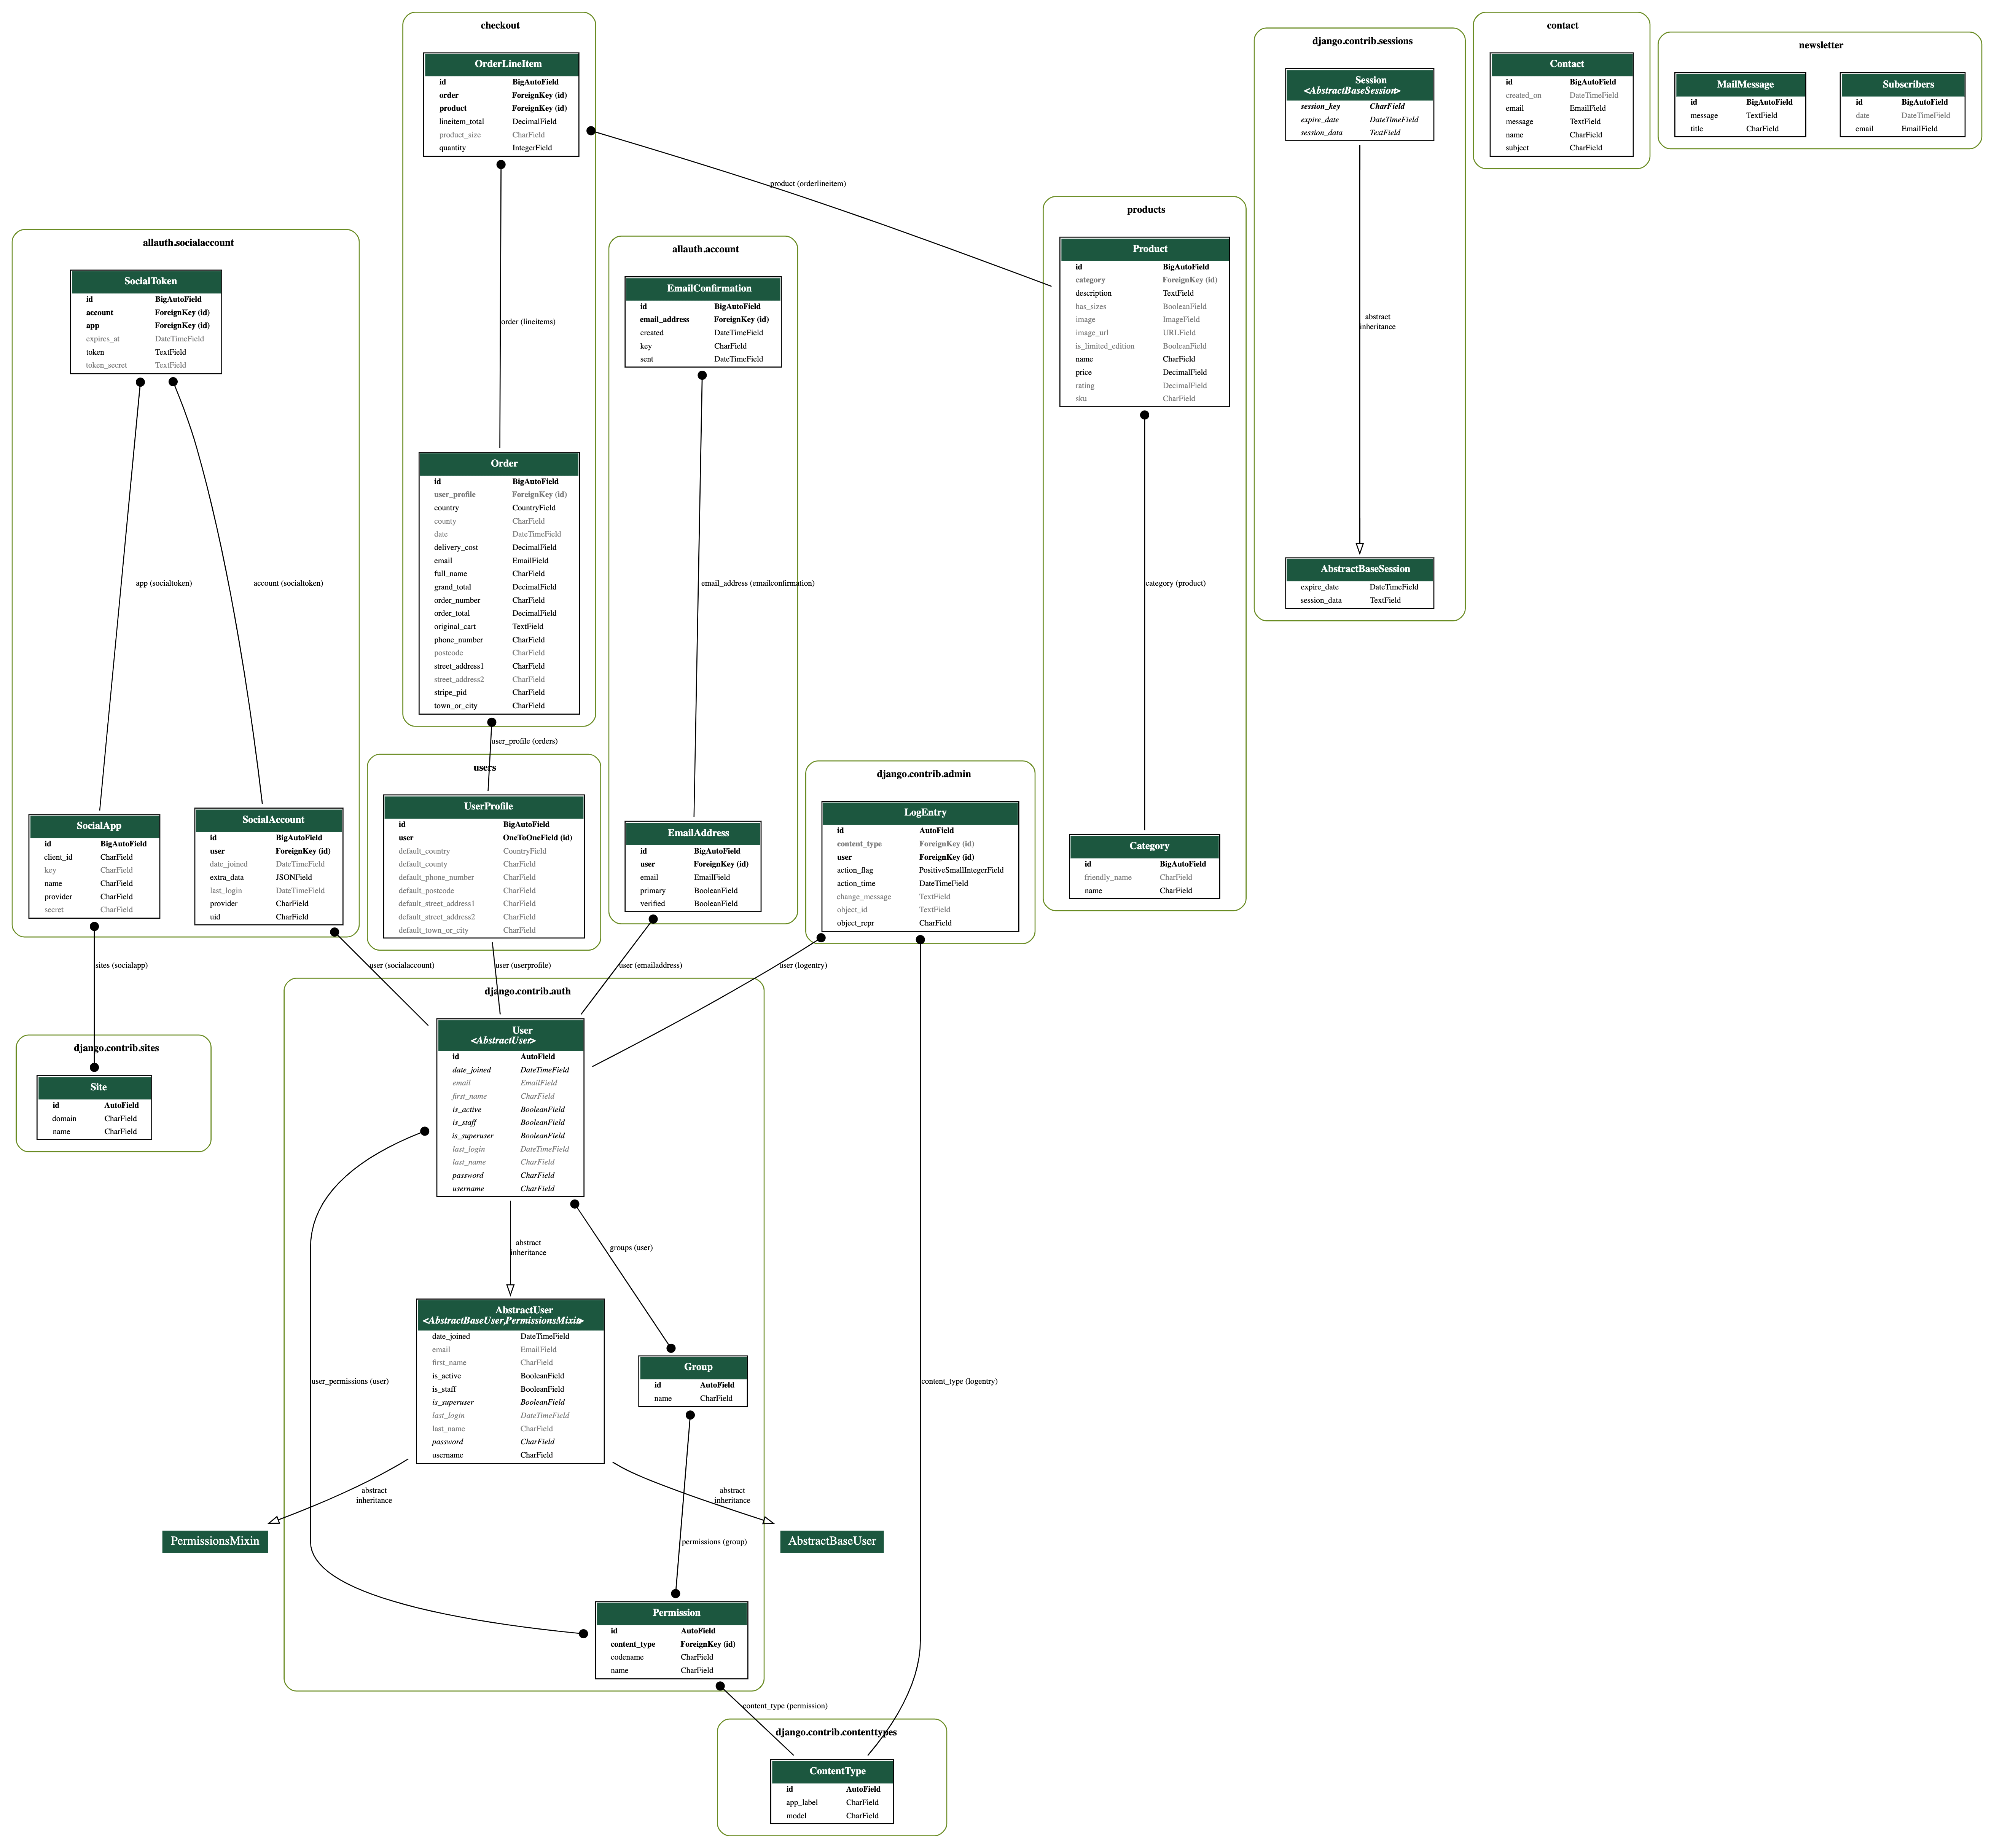 checkout
OrderLineItem
id BigAutoField
order ForeignKey (id)
product ForeignKey (id)
lineitem_total DecimalField
product_size CharField
quantity IntegerField
order (lineitems)
Order
id BigAutoField
user_profile ForeignKey (id)
country CountryField
county CharField
date DateTimeField
delivery_cost DecimalField
email EmailField
full_name CharField
grand_total DecimalField
order_number CharField
order_total DecimalField
original_cart TextField
phone_number CharField
postcode CharField
street_address1 CharField
street_address2 CharField
stripe_pid CharField
town_or_city CharField
product (orderlineitem)
django.contrib.sessions
Session
<AbstractBaseSession>
session_key CharField
expire_date DateTimeField
session_data TextField
abstract
inheritance
AbstractBaseSession
expire_date DateTimeField
session_data TextField
contact
Contact
id BigAutoField
created_on DateTimeField
email EmailField
message TextField
name CharField
subject CharField
newsletter
MailMessage
id BigAutoField
message TextField
title CharField
Subscribers
id BigAutoField
date DateTimeField
email EmailField
products
Product
id BigAutoField
category ForeignKey (id)
description TextField
has_sizes BooleanField
image ImageField
image_url URLField
is_limited_edition BooleanField
name CharField
price DecimalField
rating DecimalField
sku CharField
category (product)
Category
id BigAutoField
friendly_name CharField
name CharField
allauth.socialaccount
SocialToken
id BigAutoField
account ForeignKey (id)
app ForeignKey (id)
expires_at DateTimeField
token TextField
token_secret TextField
app (socialtoken)
account (socialtoken)
SocialApp
id BigAutoField
client_id CharField
key CharField
name CharField
provider CharField
secret CharField
SocialAccount
id BigAutoField
user ForeignKey (id)
date_joined DateTimeField
extra_data JSONField
last_login DateTimeField
provider CharField
uid CharField
allauth.account
EmailConfirmation
id BigAutoField
email_address ForeignKey (id)
created DateTimeField
key CharField
sent DateTimeField
email_address (emailconfirmation)
EmailAddress
id BigAutoField
user ForeignKey (id)
email EmailField
primary BooleanField
verified BooleanField
user_profile (orders)
users
UserProfile
id BigAutoField
user OneToOneField (id)
default_country CountryField
default_county CharField
default_phone_number CharField
default_postcode CharField
default_street_address1 CharField
default_street_address2 CharField
default_town_or_city CharField
django.contrib.admin
LogEntry
id AutoField
content_type ForeignKey (id)
user ForeignKey (id)
action_flag PositiveSmallIntegerField
action_time DateTimeField
change_message TextField
object_id TextField
object_repr CharField
sites (socialapp)
user (socialaccount)
user (userprofile)
user (emailaddress)
user (logentry)
django.contrib.sites
Site
id AutoField
domain CharField
name CharField
django.contrib.auth
User
<AbstractUser>
id AutoField
date_joined DateTimeField
email EmailField
first_name CharField
is_active BooleanField
is_staff BooleanField
is_superuser BooleanField
last_login DateTimeField
last_name CharField
password CharField
username CharField
abstract
inheritance
groups (user)
AbstractUser
<AbstractBaseUser,PermissionsMixin>
date_joined DateTimeField
email EmailField
first_name CharField
is_active BooleanField
is_staff BooleanField
is_superuser BooleanField
last_login DateTimeField
last_name CharField
password CharField
username CharField
Group
id AutoField
name CharField
user_permissions (user)
content_type (logentry)
abstract
inheritance
abstract
inheritance
PermissionsMixin
permissions (group)
AbstractBaseUser
Permission
id AutoField
content_type ForeignKey (id)
codename CharField
name CharField
content_type (permission)
django.contrib.contenttypes
ContentType
id AutoField
app_label CharField
model CharField